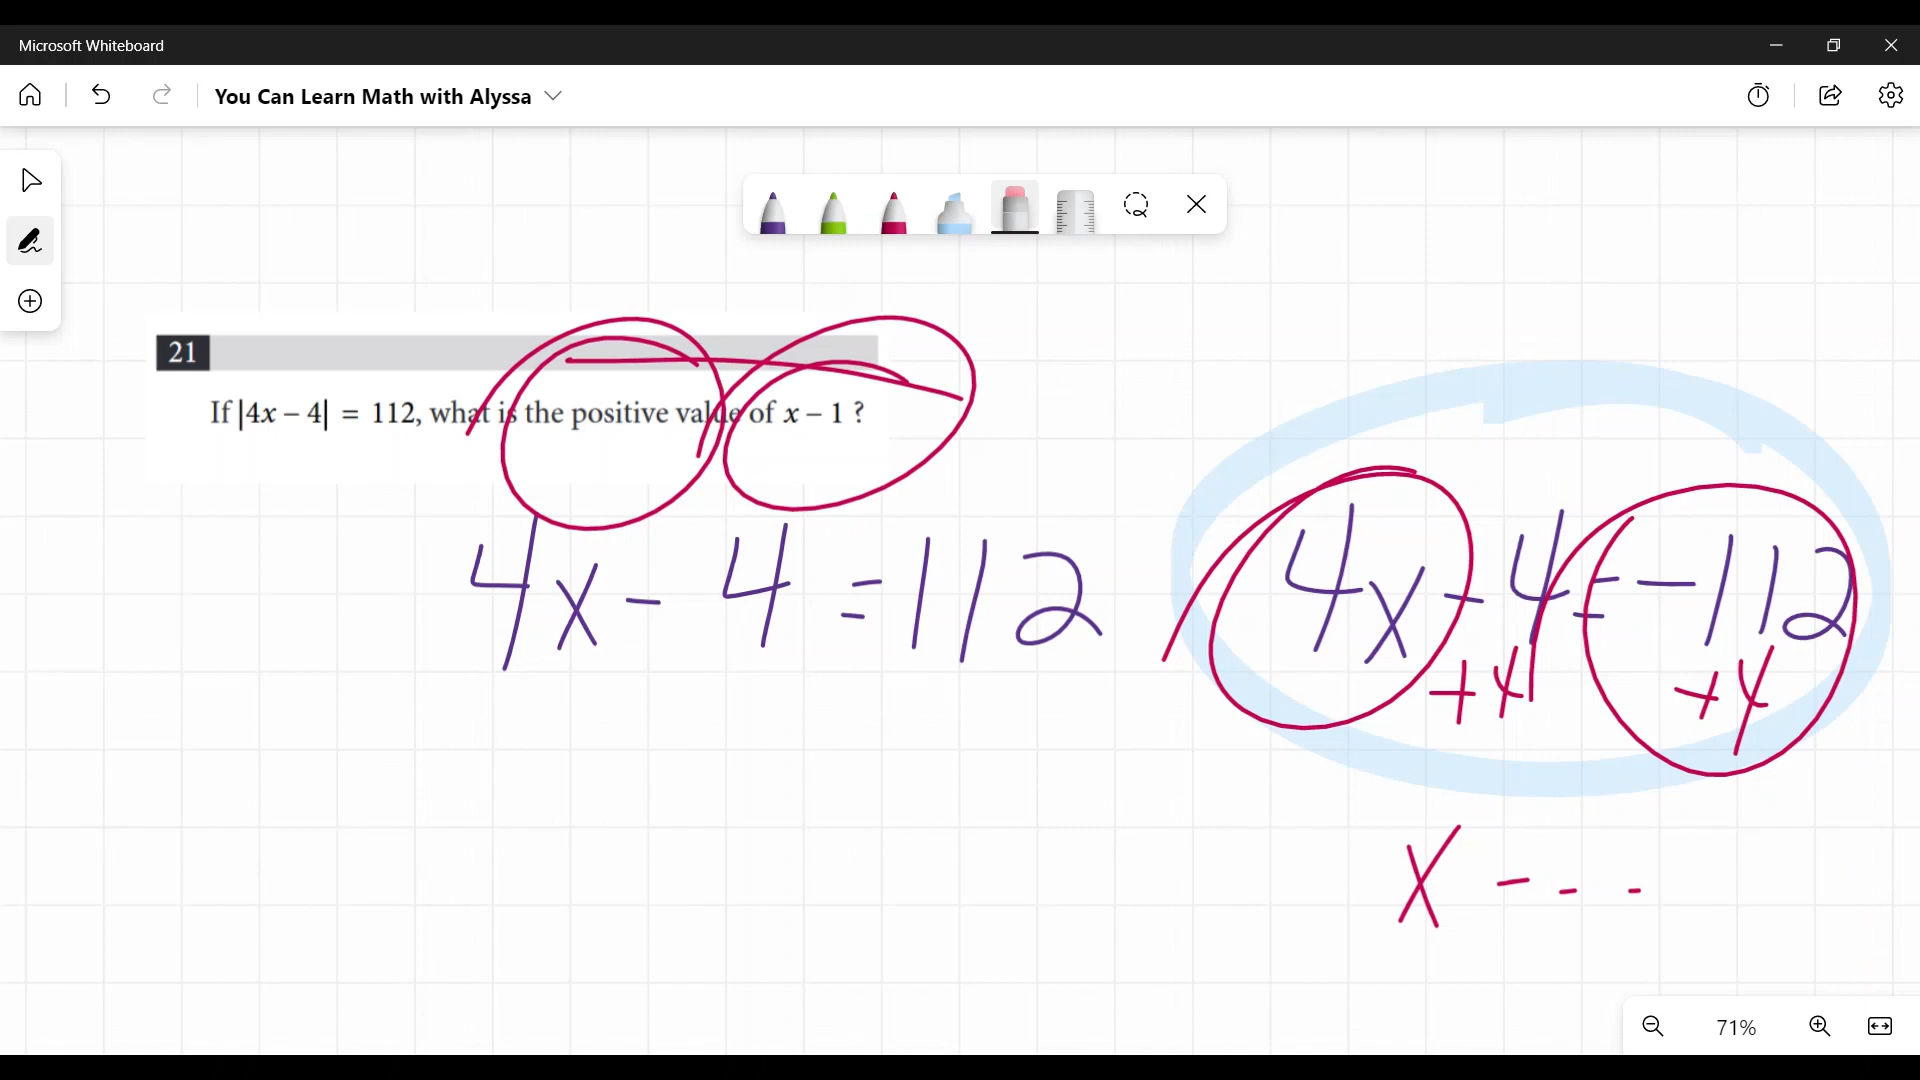 Microsoft Whiteboard
You Can Learn Math with Alyssa
21
If |4x – 4| = 112, what is the positive value of x – 1 ?
4x - 4 = 112
4x - 4 = -112
+4 +4
x - - -
71%